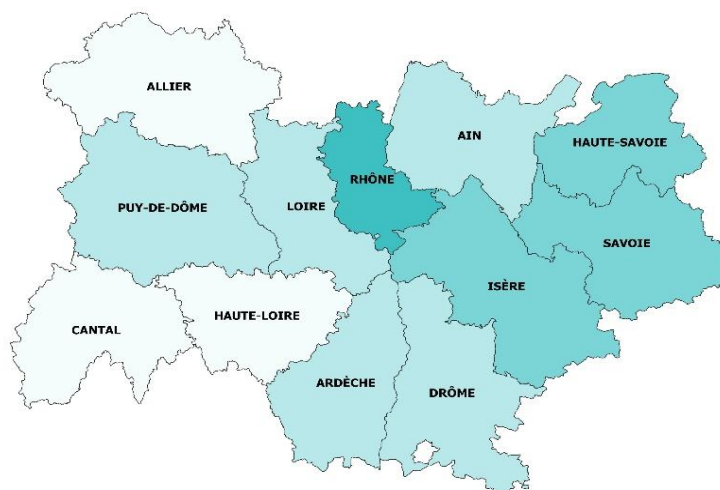 ALLIER
AIN
HAUTE-SAVOIE
RHÔNE
PUY-DE-DÔME
LOIRE
SAVOIE
ISÈRE
HAUTE-LOIRE
CANTAL
ARDÈCHE
DRÔME